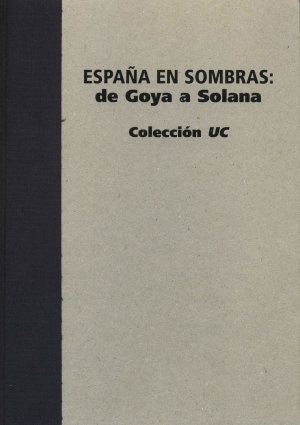 ESPAÑA EN SOMBRAS:
de Goya a Solana
Colección UC